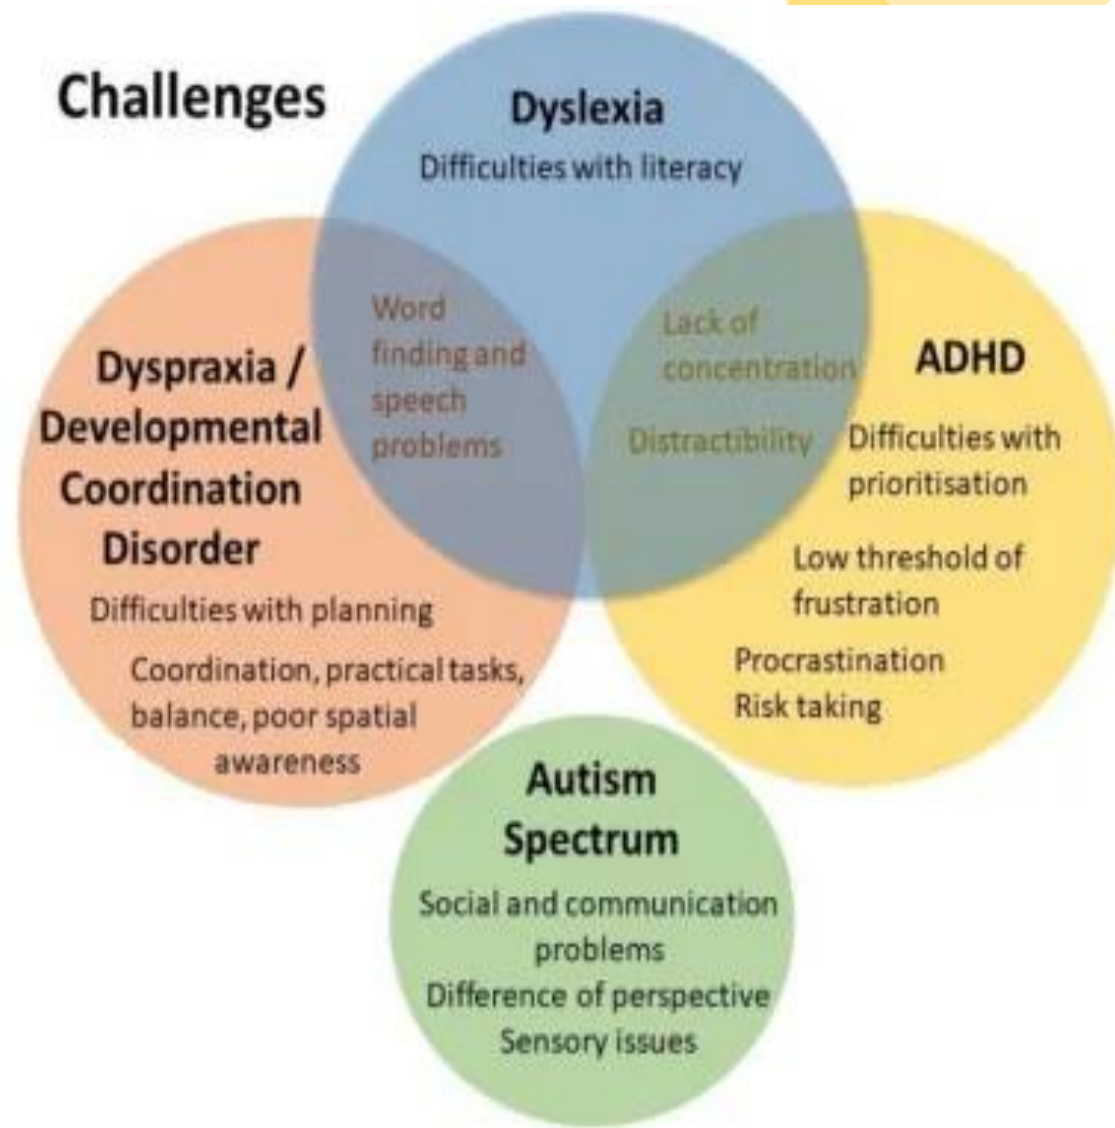 Challenges
Dyslexia
Difficulties with literacy
Word
finding and
speech
problems
Lack of
concentration
Distractibility
Dyspraxia /
Developmental
Coordination
Disorder
Difficulties with planning
Coordination, practical tasks,
balance, poor spatial
awareness
ADHD
Difficulties with
prioritisation
Low threshold of
frustration
Procrastination
Risk taking
Autism
Spectrum
Social and communication
problems
Difference of perspective
Sensory issues